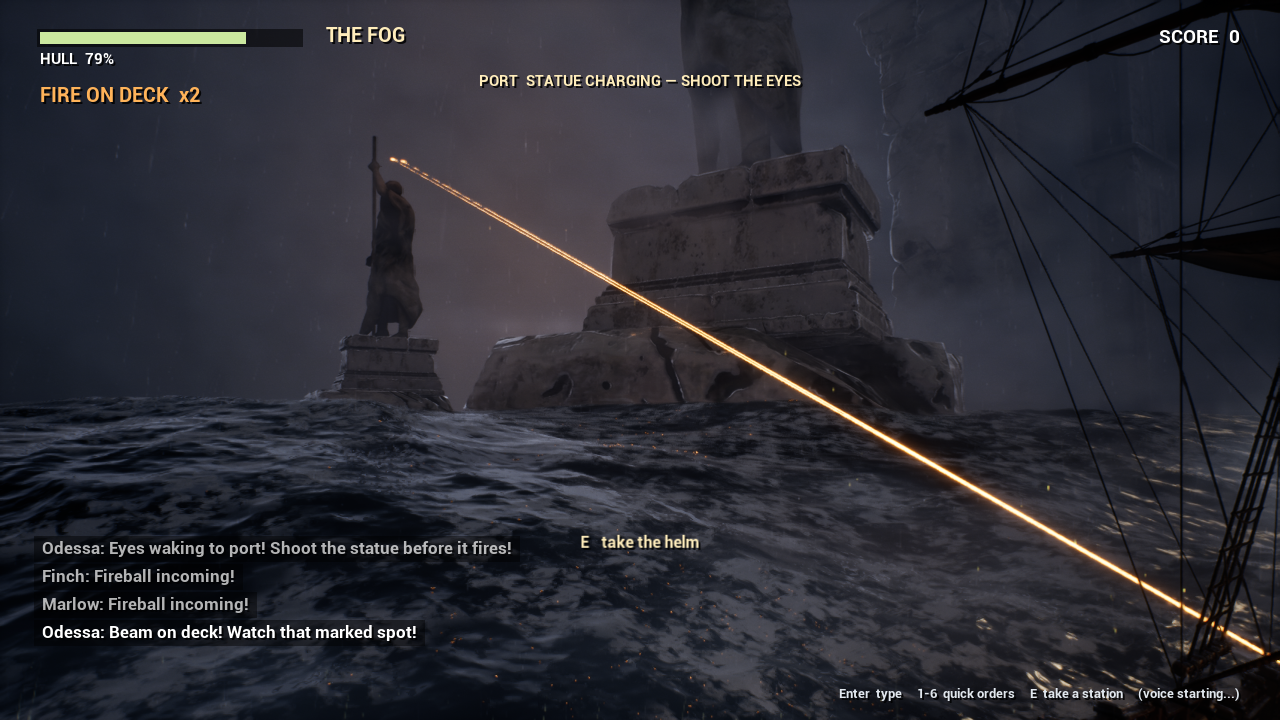 THE FOG
SCORE 0
HULL 79%
PORT STATUE CHARGING — SHOOT THE EYES
FIRE ON DECK x2
E take the helm
Odessa: Eyes waking to port! Shoot the statue before it fires!
Finch: Fireball incoming!
Marlow: Fireball incoming!
Odessa: Beam on deck! Watch that marked spot!
Enter type 1-6 quick orders E take a station (voice starting...)